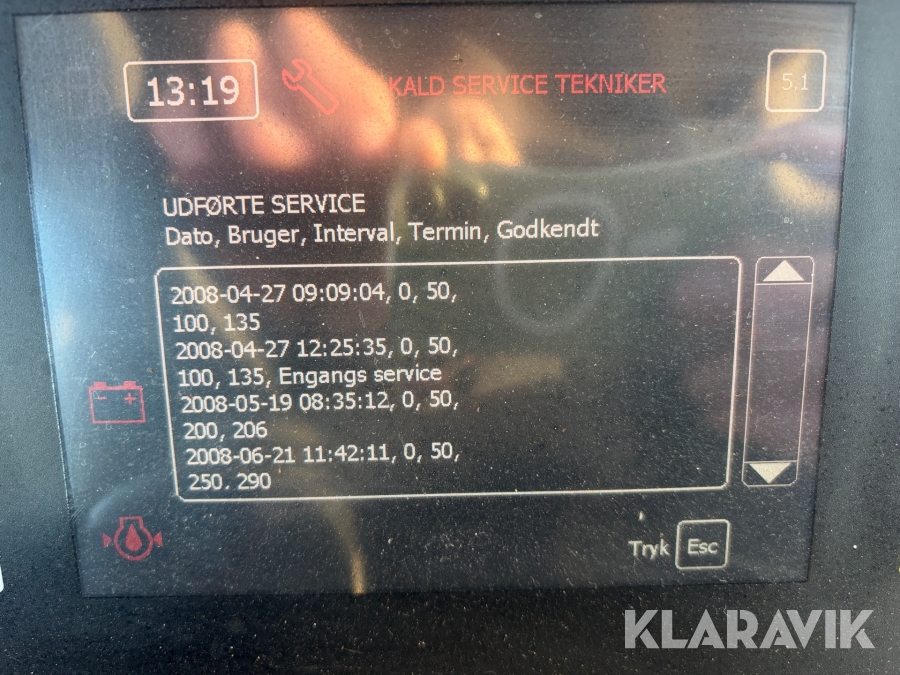 13:19
KALD SERVICE TEKNIKER
5.1
UDFØRTE SERVICE
Dato, Bruger, Interval, Termin, Godkendt
2008-04-27 09:09:04, 0, 50,
100, 135
2008-04-27 12:25:35, 0, 50,
100, 135, Engangs service
2008-05-19 08:35:12, 0, 50,
200, 206
2008-06-21 11:42:11, 0, 50,
250, 290
Tryk Esc
KLARAVIK